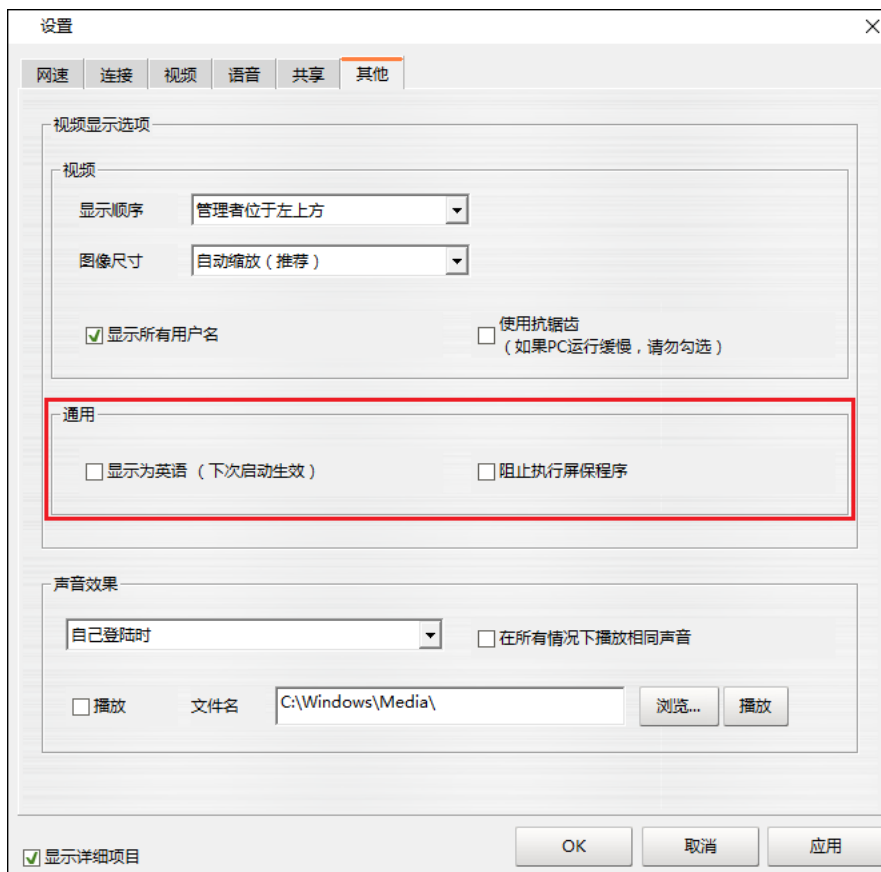 设置
网速 连接 视频 语音 共享 其他
视频显示选项
视频
显示顺序 管理者位于左上方
图像尺寸 自动缩放（推荐）
显示所有用户名 使用抗锯齿
（如果PC运行缓慢，请勿勾选）
通用
显示为英语 （下次启动生效） 阻止执行屏保程序
声音效果
自己登陆时 在所有情况下播放相同声音
播放 文件名 C:\Windows\Media\ 浏览... 播放
显示详细项目 OK 取消 应用